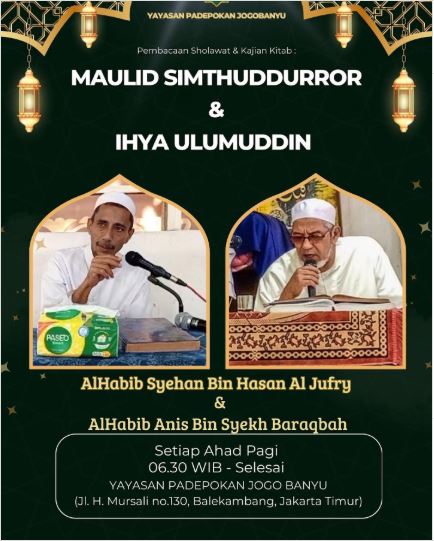 YAYASAN PADEPOKAN JOGOBANYU
Pembacaan Sholawat & Kajian Kitab :
MAULID SIMTHUDDURROR
&
IHYA ULUMUDDIN
PASEO
AlHabib Syehan Bin Hasan Al Jufry
&
AlHabib Anis Bin Syekh Baraqbah
Setiap Ahad Pagi
06.30 WIB - Selesai
YAYASAN PADEPOKAN JOGO BANYU
(Jl. H. Mursali no.130, Balekambang, Jakarta Timur)